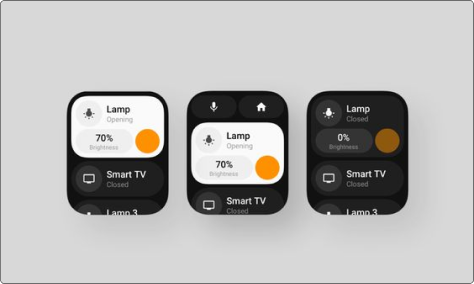 Lamp
Opening
70%
Brightness
Smart TV
Closed
Lamp 3
Lamp
Opening
70%
Brightness
Smart TV
Closed
Lamp
Closed
0%
Brightness
Smart TV
Closed
Lamp 3